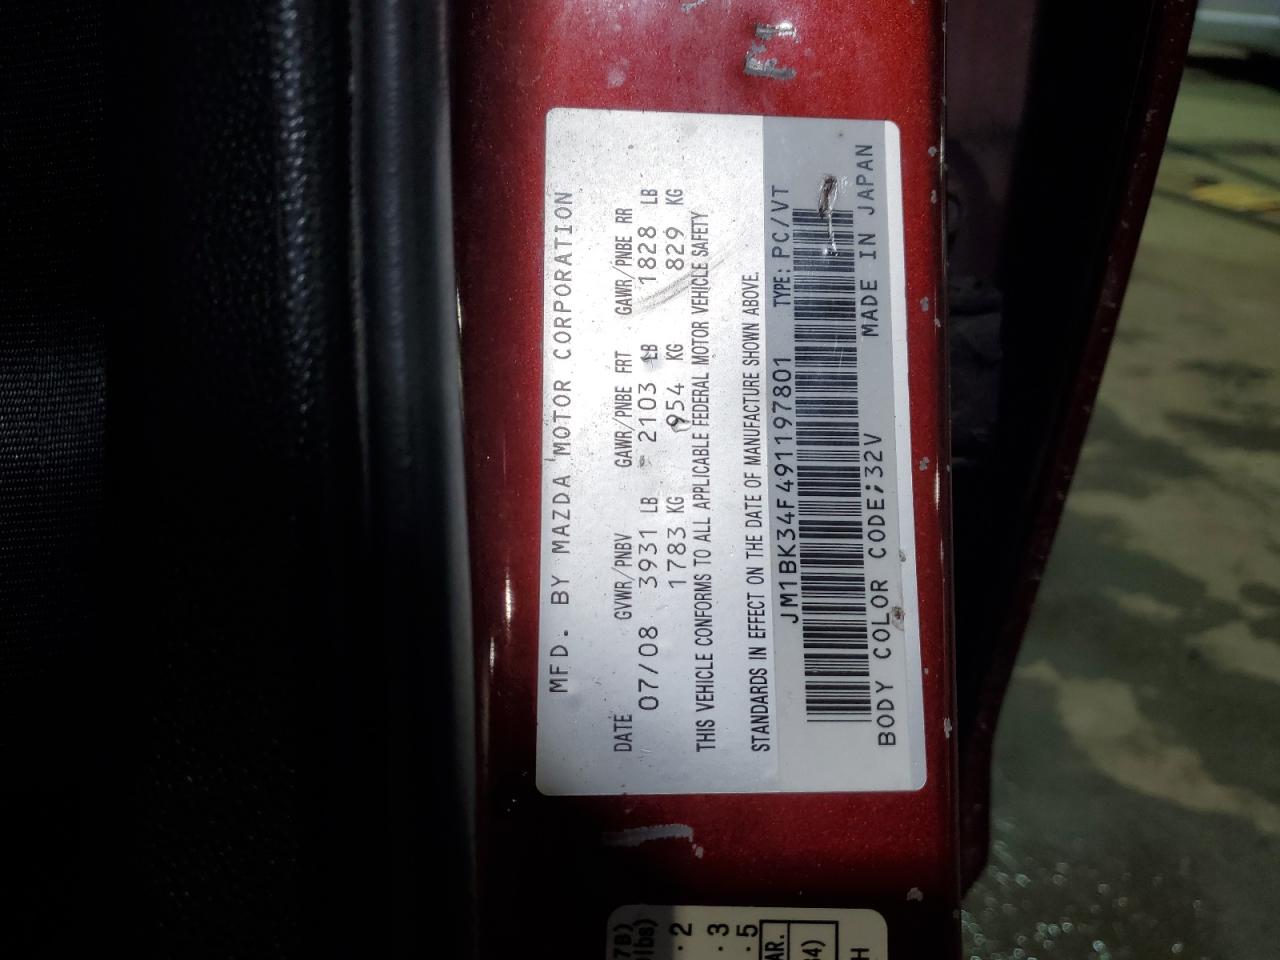 MFD. BY MAZDA MOTOR CORPORATION
DATE GVWR/PNBV GAWR/PNBE FRT GAWR/PNBE RR
07/08 3931 LB 2103 LB 1828 LB
1783 KG 954 KG 829 KG
THIS VEHICLE CONFORMS TO ALL APPLICABLE FEDERAL MOTOR VEHICLE SAFETY
STANDARDS IN EFFECT ON THE DATE OF MANUFACTURE SHOWN ABOVE.
JM1BK34F491197801 TYPE: PC/VT
BODY COLOR CODE;32V MADE IN JAPAN
.2
.3
.5